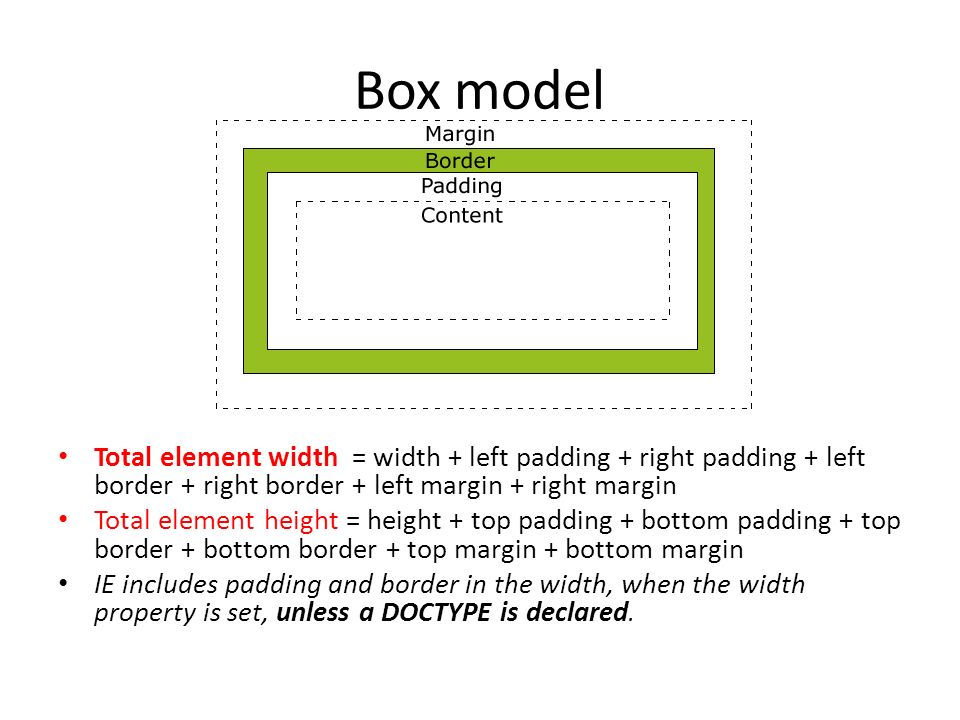 Box model
Margin
Border
Padding
Content
• Total element width = width + left padding + right padding + left
border + right border + left margin + right margin
• Total element height = height + top padding + bottom padding + top
border + bottom border + top margin + bottom margin
• IE includes padding and border in the width, when the width
property is set, unless a DOCTYPE is declared.